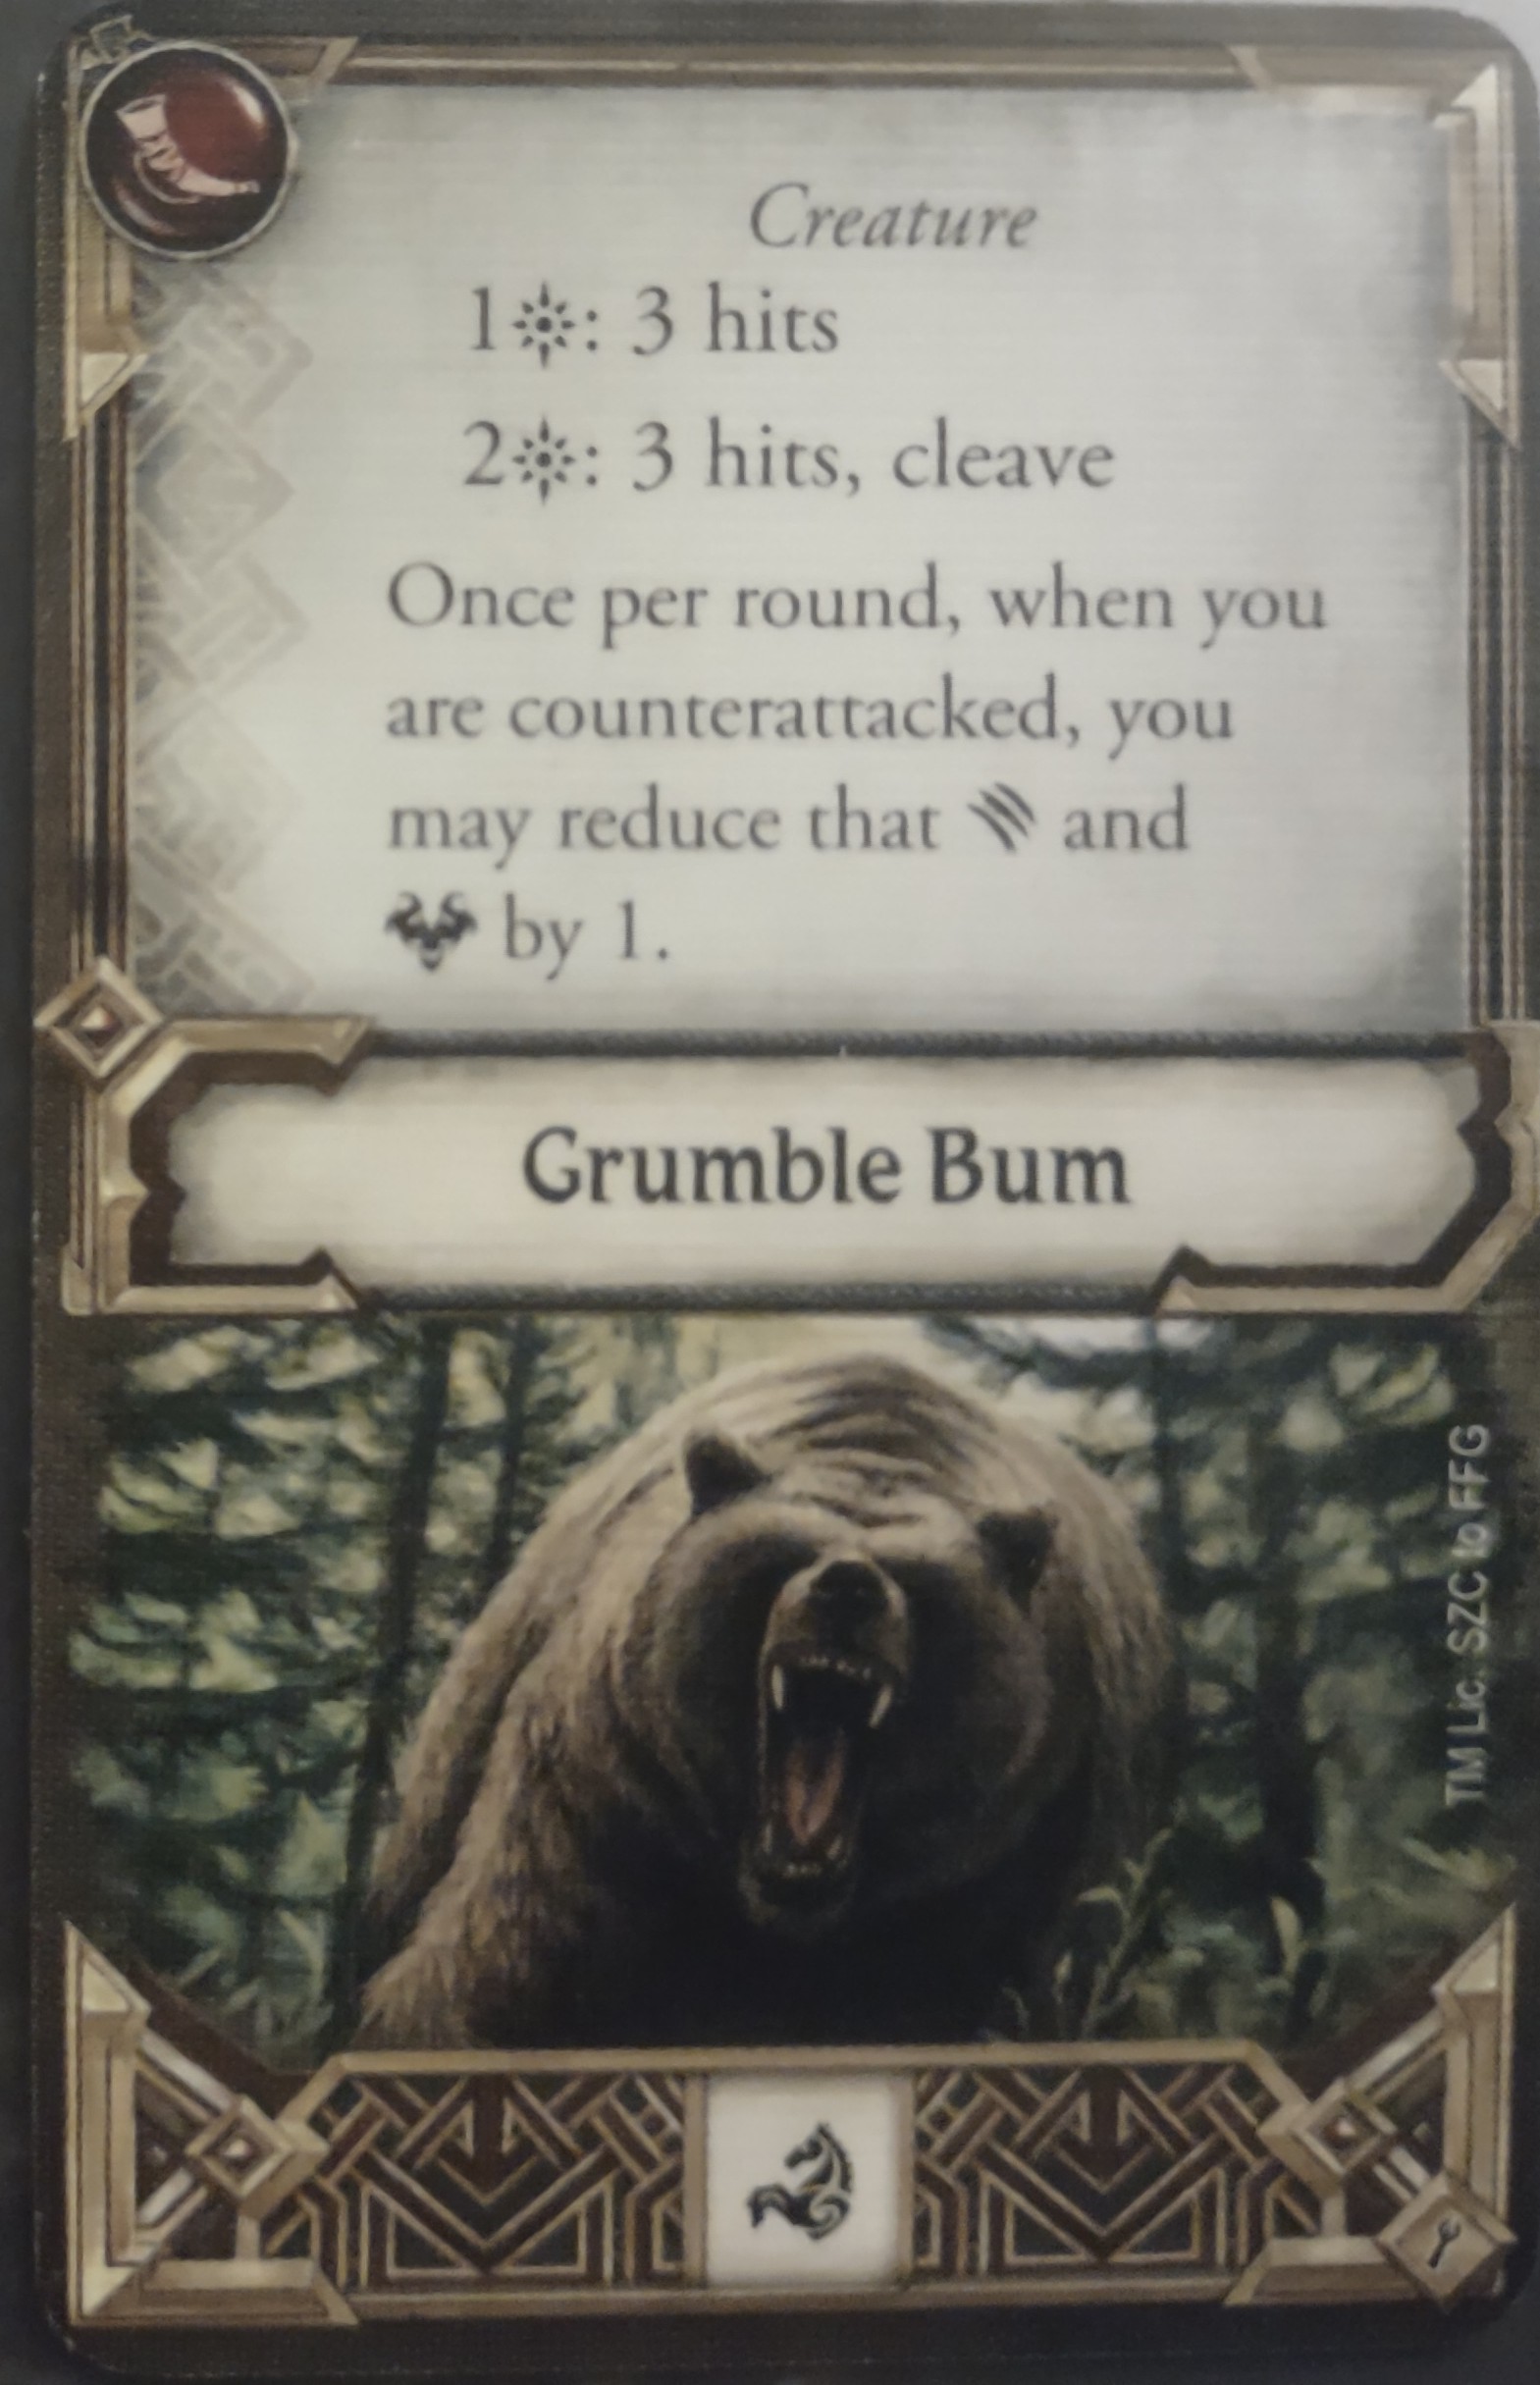 Creature
1: 3 hits
2: 3 hits, cleave
Once per round, when you
are counterattacked, you
may reduce that and
by 1.
Grumble Bum
TM Lic. SZC to FFG